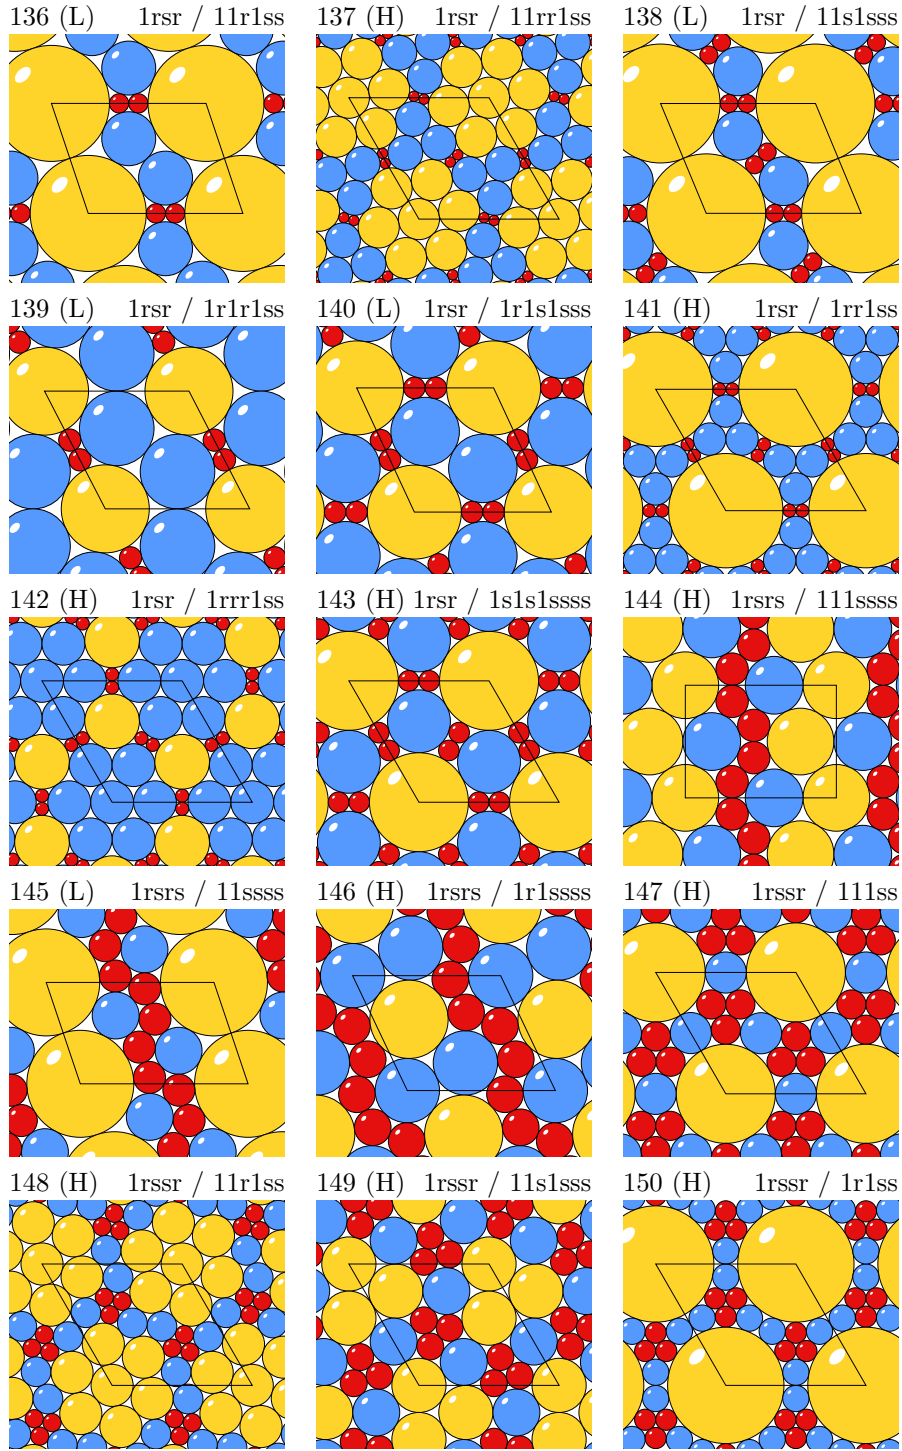 136 (L) 1rsr / 11r1ss
137 (H) 1rsr / 11rr1ss
138 (L) 1rsr / 11s1sss
139 (L) 1rsr / 1r1r1ss
140 (L) 1rsr / 1r1s1sss
141 (H) 1rsr / 1rr1ss
142 (H) 1rsr / 1rrr1ss
143 (H) 1rsr / 1s1s1ssss
144 (H) 1rsrs / 111ssss
145 (L) 1rsrs / 11ssss
146 (H) 1rsrs / 1r1ssss
147 (H) 1rssr / 111ss
148 (H) 1rssr / 11r1ss
149 (H) 1rssr / 11s1sss
150 (H) 1rssr / 1r1ss